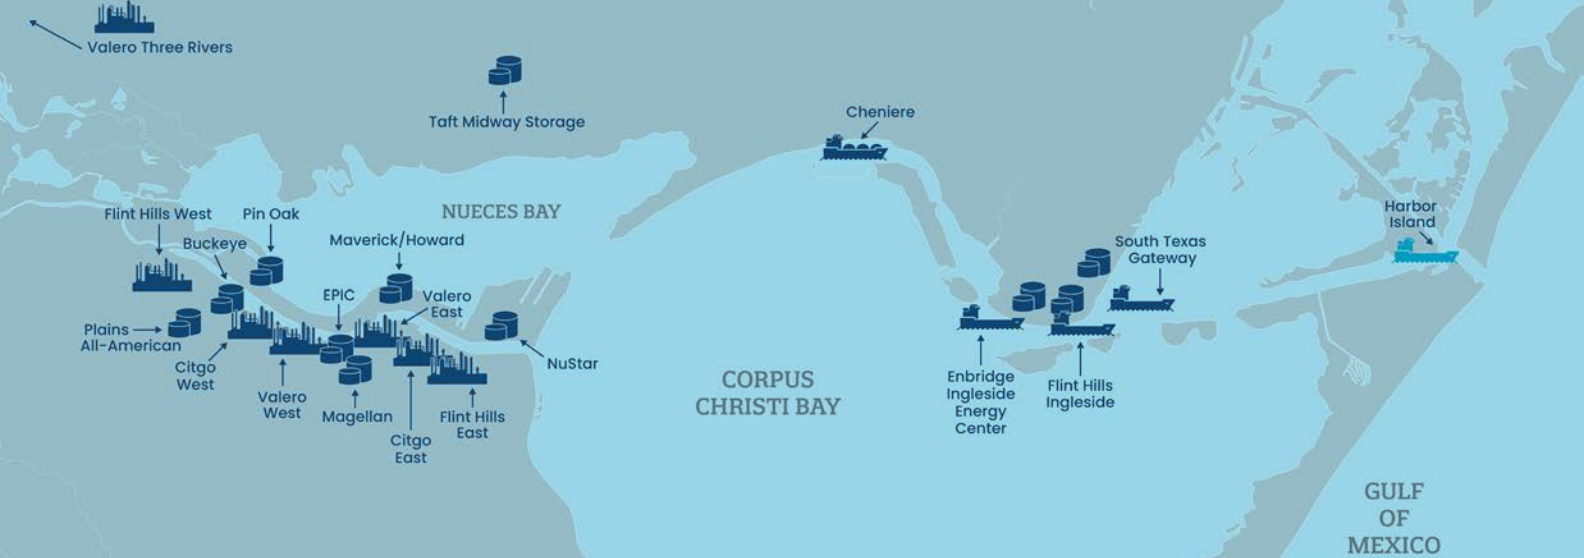 Valero Three Rivers
Taft Midway Storage
Cheniere
Flint Hills West
Pin Oak
NUECES BAY
Harbor
Island
Buckeye
Maverick/Howard
South Texas
Gateway
EPIC
Valero
East
Plains
All-American
NuStar
Citgo
West
Valero
West
Magellan
Flint Hills
East
Citgo
East
CORPUS
CHRISTI BAY
Enbridge
Ingleside
Energy
Center
Flint Hills
Ingleside
GULF
OF
MEXICO